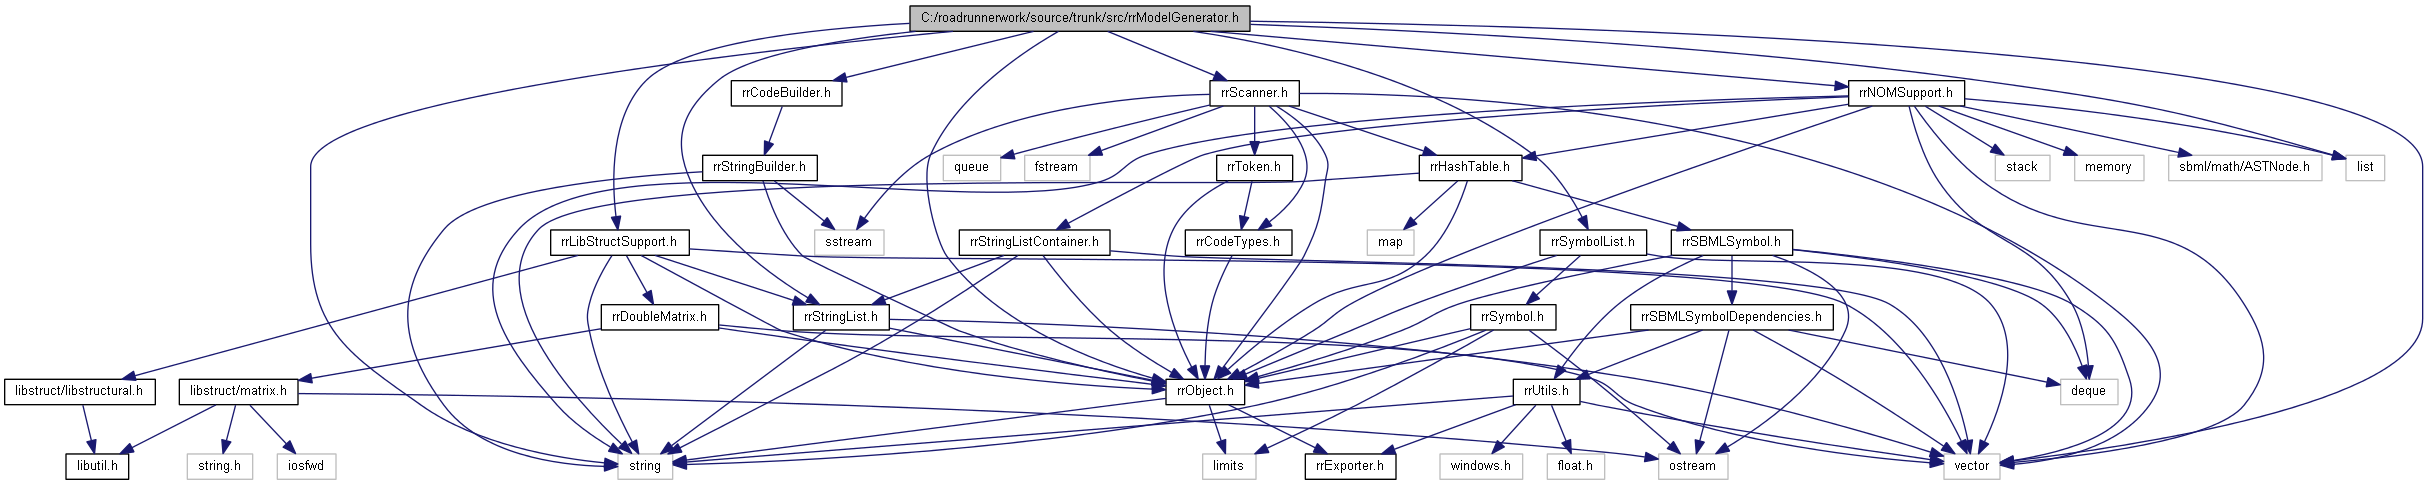 C:/roadrunnerwork/source/trunk/src/rrModelGenerator.h
rrCodeBuilder.h
rrScanner.h
rrNOMSupport.h
rrStringBuilder.h
queue
fstream
rrToken.h
rrHashTable.h
stack
memory
sbml/math/ASTNode.h
list
rrLibStructSupport.h
sstream
rrStringListContainer.h
rrCodeTypes.h
map
rrSymbolList.h
rrSBMLSymbol.h
rrDoubleMatrix.h
rrStringList.h
rrSymbol.h
rrSBMLSymbolDependencies.h
libstruct/libstructural.h
libstruct/matrix.h
rrObject.h
rrUtils.h
deque
libutil.h
string.h
iosfwd
string
limits
rrExporter.h
windows.h
float.h
ostream
vector